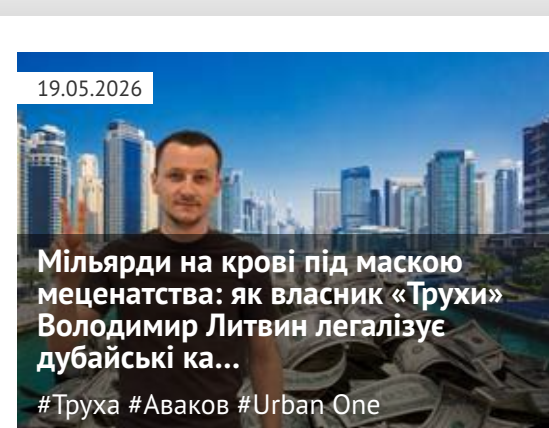 19.05.2026
Мільярди на крові під маскою
меценатства: як власник «Трухи»
Володимир Литвин легалізує
дубайські ка...
#Труха #Аваков #Urban One